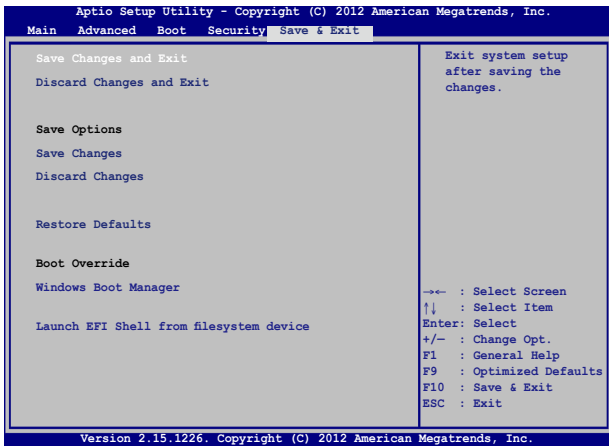 Aptio Setup Utility - Copyright (C) 2012 American Megatrends, Inc.
Main Advanced Boot Security Save & Exit
Save Changes and Exit
Discard Changes and Exit
Save Options
Save Changes
Discard Changes
Restore Defaults
Boot Override
Windows Boot Manager
Launch EFI Shell from filesystem device
Exit system setup
after saving the
changes.
→← : Select Screen
↑↓ : Select Item
Enter: Select
+/— : Change Opt.
F1 : General Help
F9 : Optimized Defaults
F10 : Save & Exit
ESC : Exit
Version 2.15.1226. Copyright (C) 2012 American Megatrends, Inc.